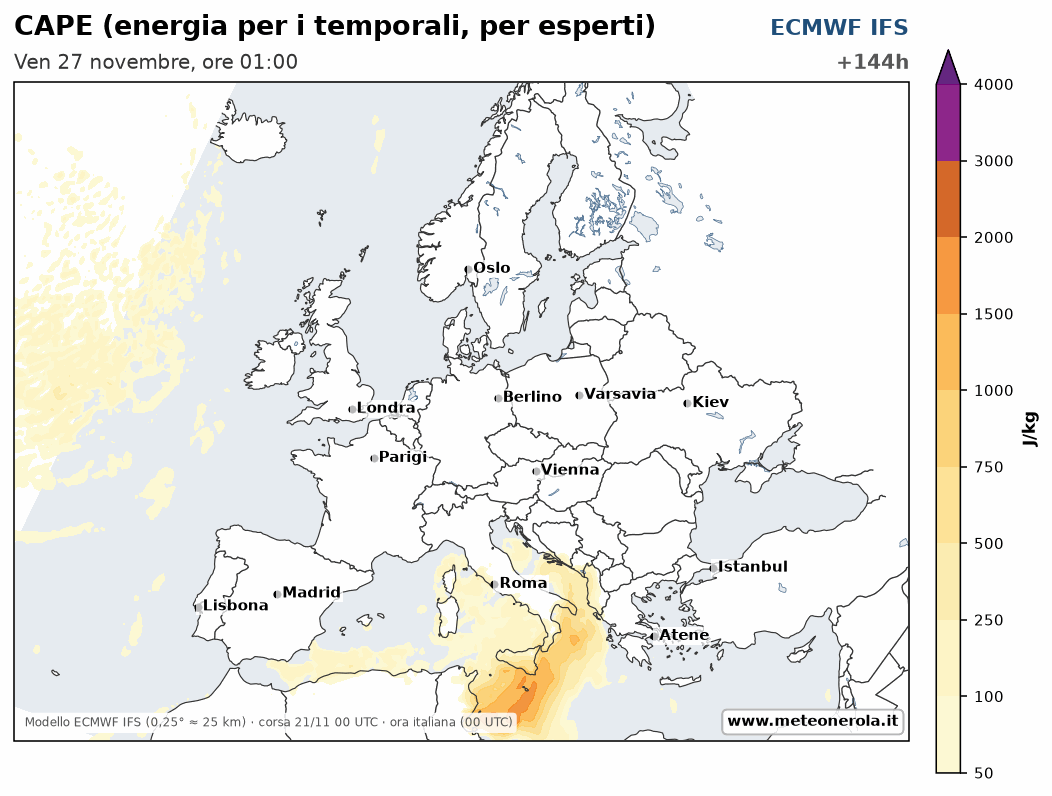 CAPE (energia per i temporali, per esperti)
ECMWF IFS
Ven 27 novembre, ore 01:00
+144h
4000
3000
2000
1500
1000
750
500
250
100
50
J/kg
Oslo
Londra
Berlino
Varsavia
Kiev
Parigi
Vienna
Istanbul
Roma
Madrid
Lisbona
Atene
Modello ECMWF IFS (0,25° ≈ 25 km) · corsa 21/11 00 UTC · ora italiana (00 UTC)
www.meteonerola.it